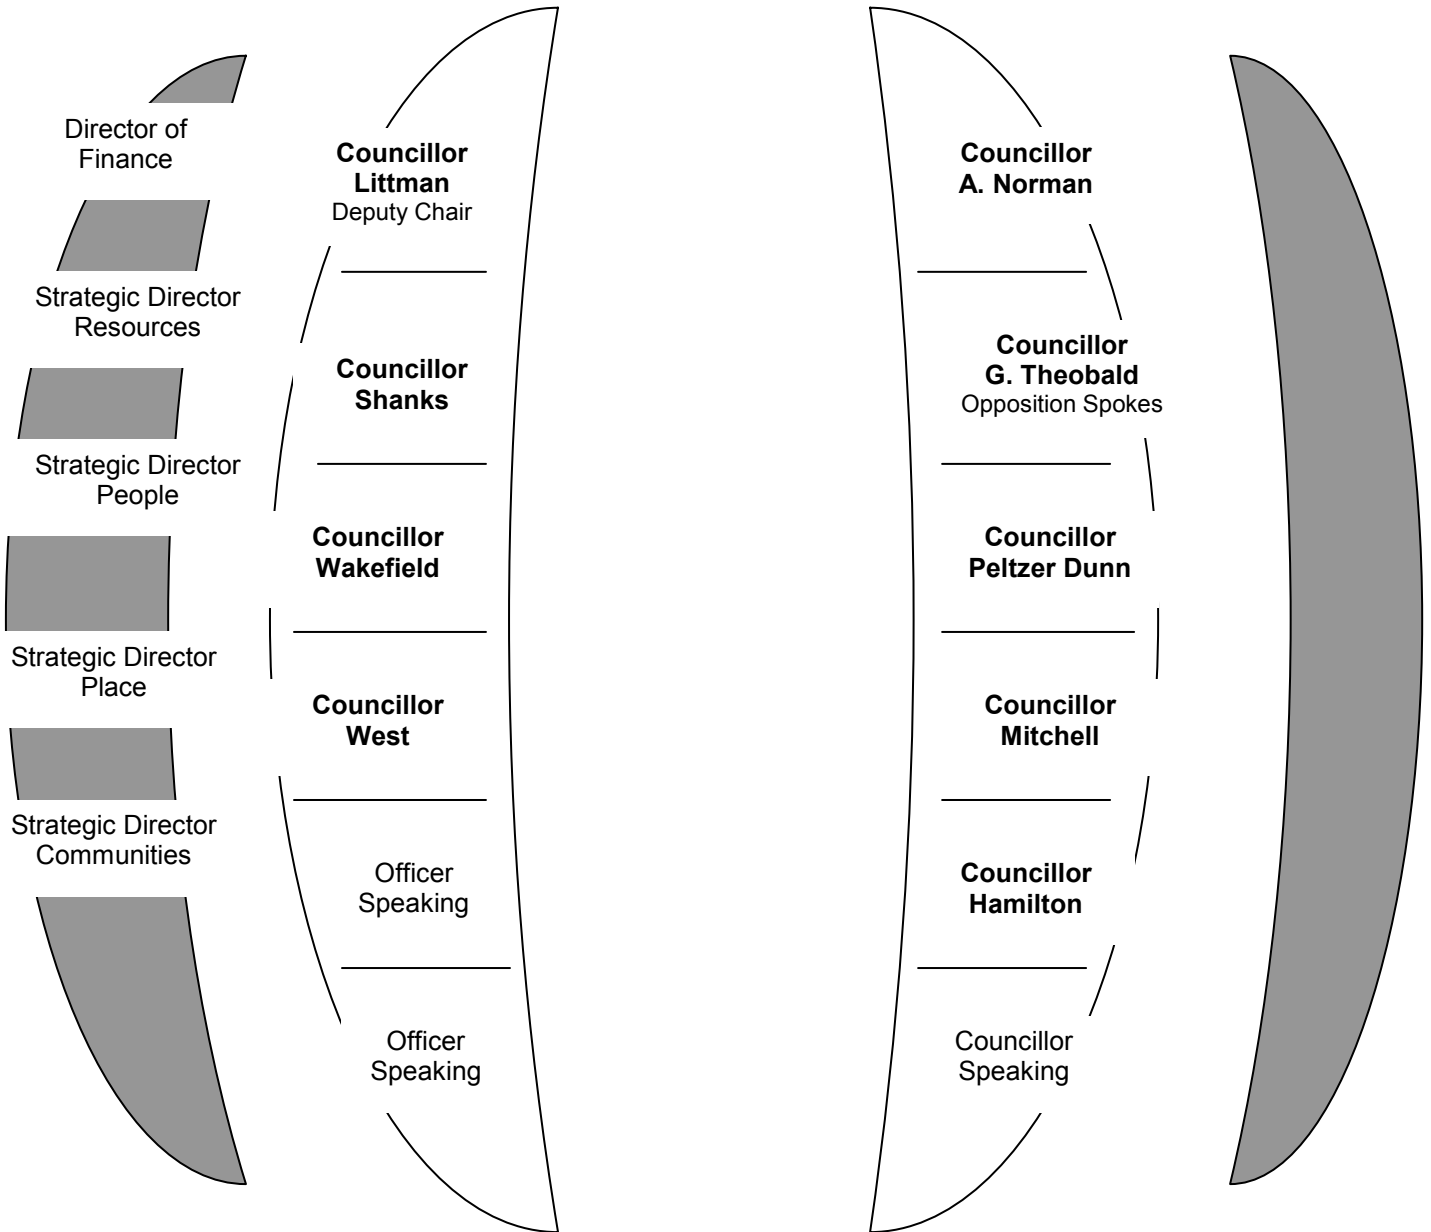 Director of
Finance
Strategic Director
Resources
Strategic Director
People
Strategic Director
Place
Strategic Director
Communities
Councillor
Littman
Deputy Chair
Councillor
Shanks
Councillor
Wakefield
Councillor
West
Officer
Speaking
Officer
Speaking
Councillor
A. Norman
Councillor
G. Theobald
Opposition Spokes
Councillor
Peltzer Dunn
Councillor
Mitchell
Councillor
Hamilton
Councillor
Speaking